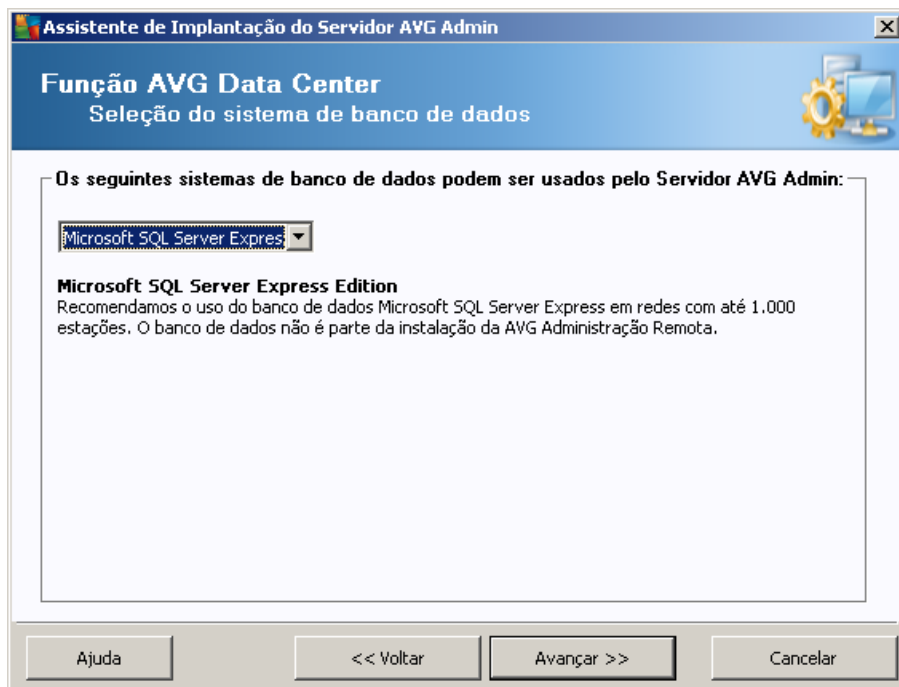 Assistente de Implantação do Servidor AVG Admin
Função AVG Data Center
Seleção do sistema de banco de dados
Os seguintes sistemas de banco de dados podem ser usados pelo Servidor AVG Admin:
Microsoft SQL Server Expres
Microsoft SQL Server Express Edition
Recomendamos o uso do banco de dados Microsoft SQL Server Express em redes com até 1.000
estações. O banco de dados não é parte da instalação da AVG Administração Remota.
Ajuda
<< Voltar
Avançar >>
Cancelar